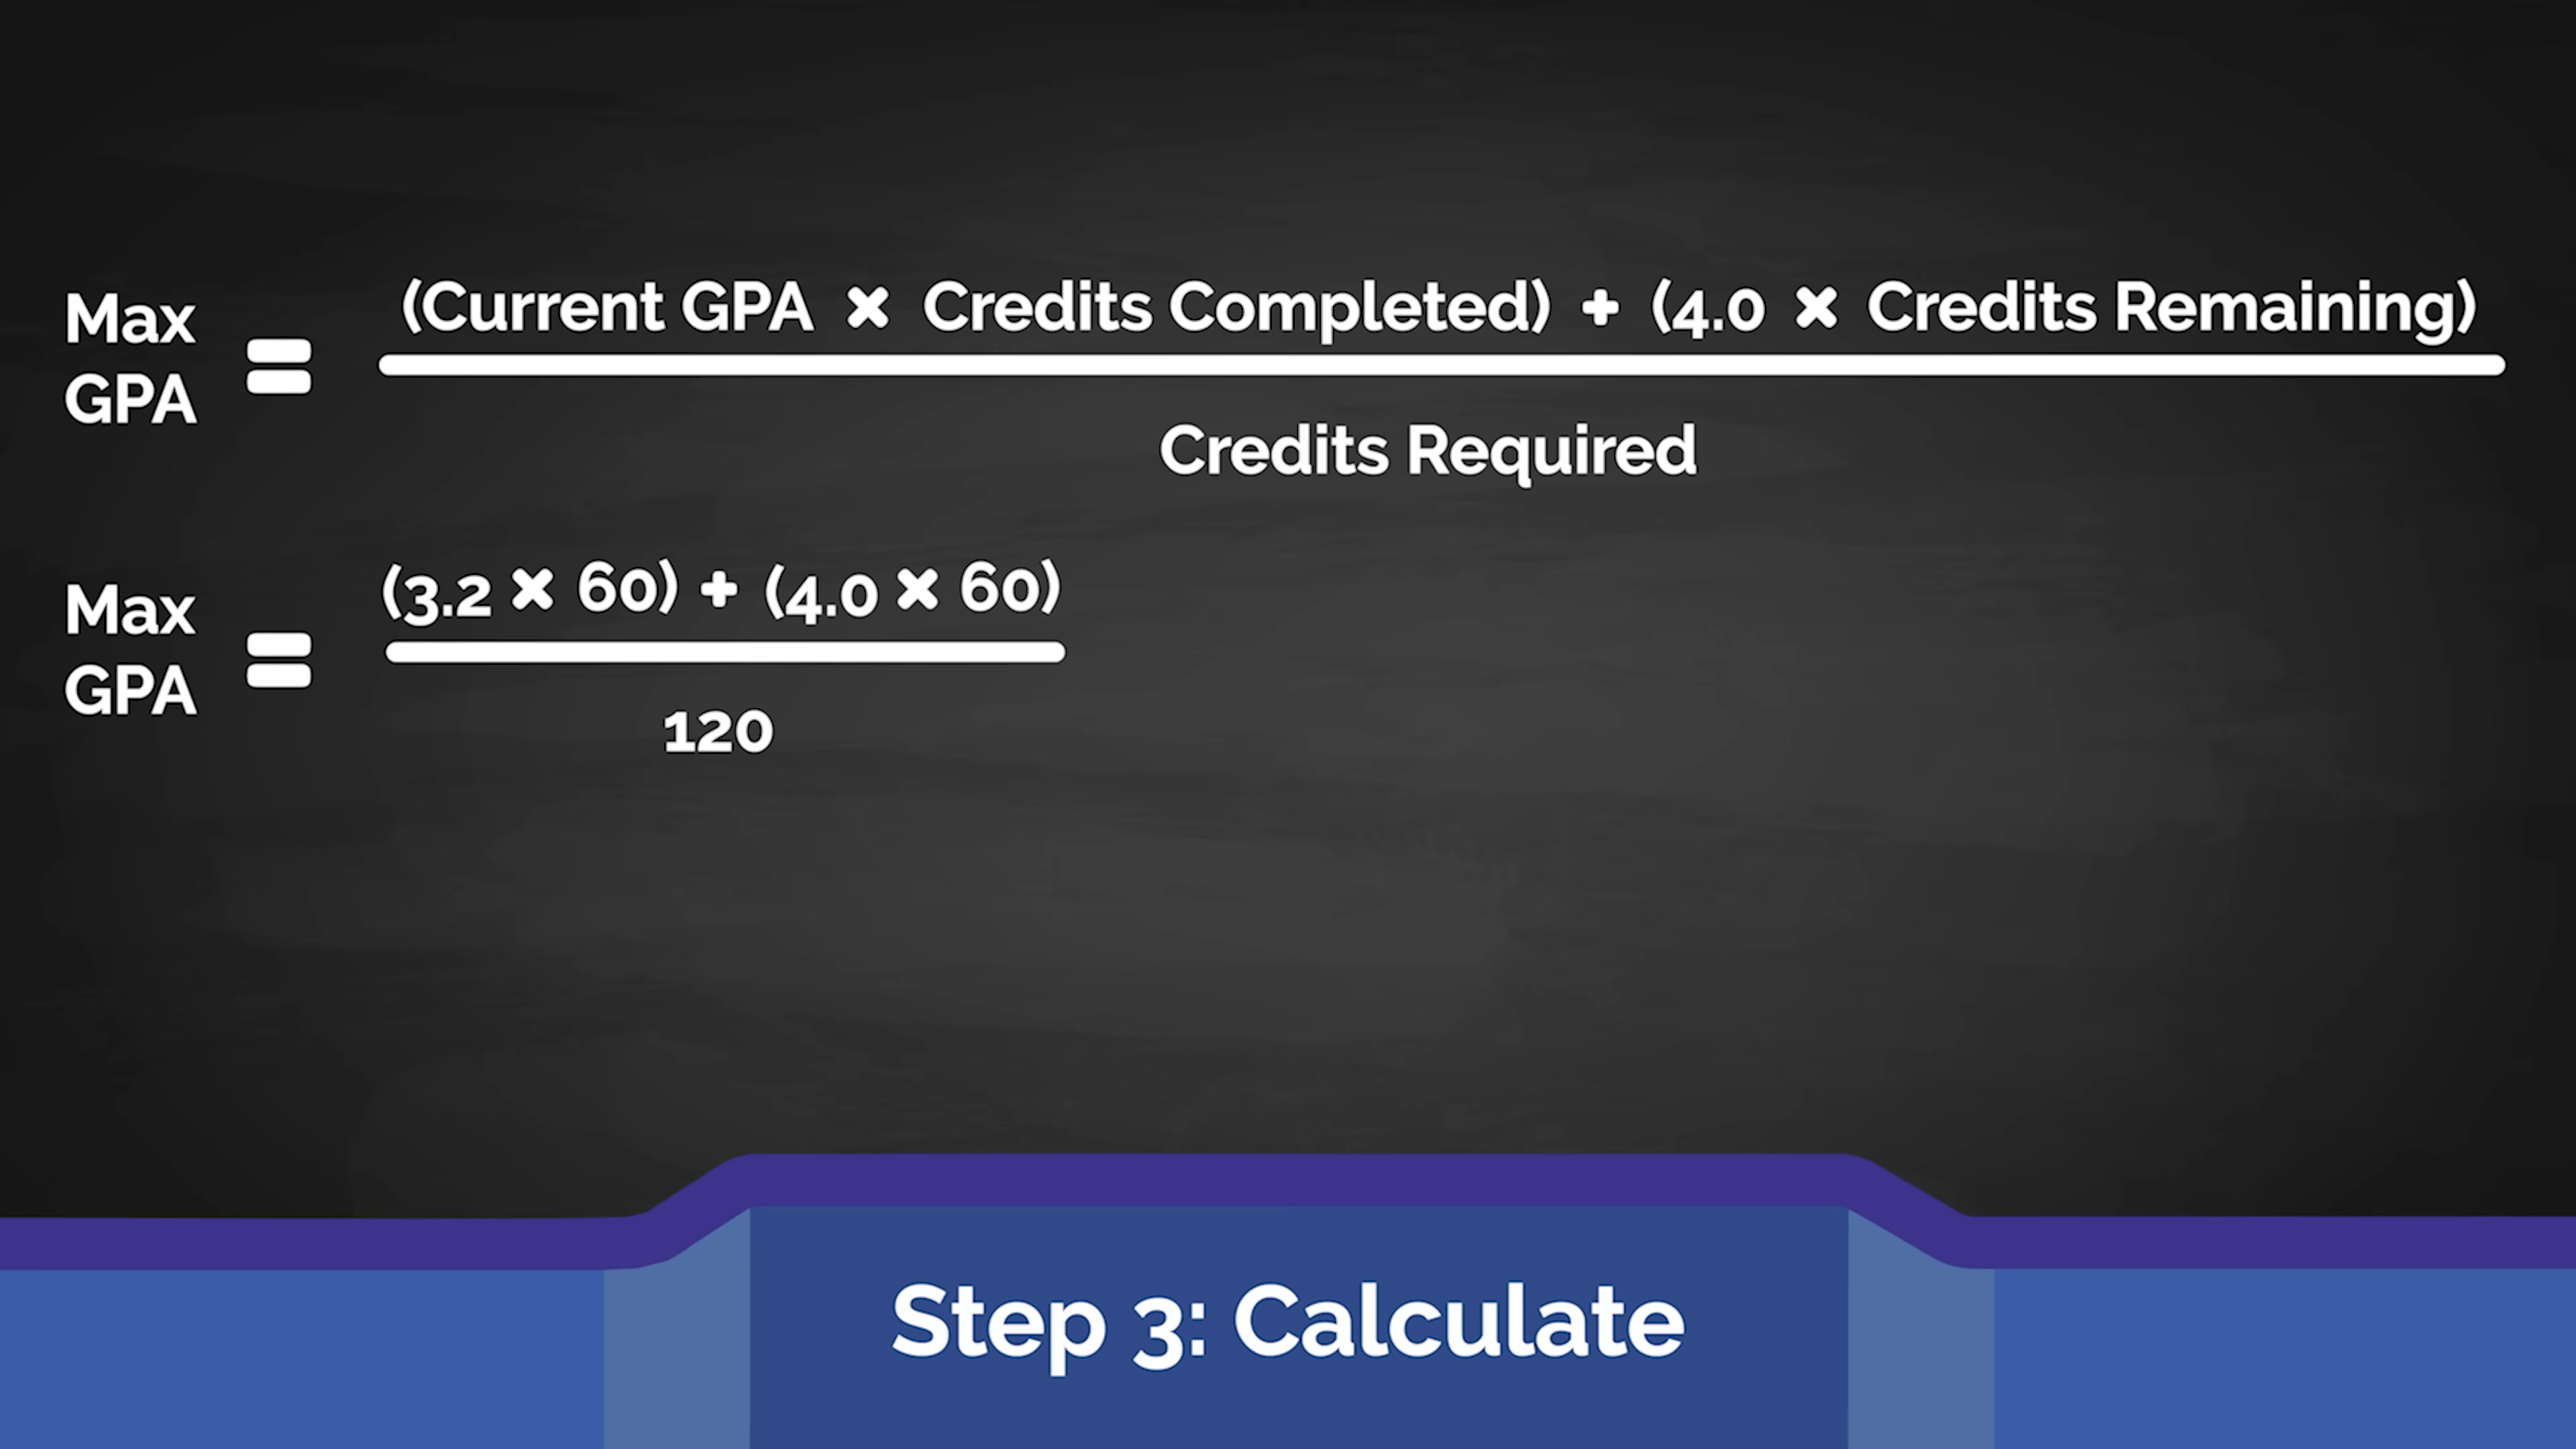 Max GPA = (Current GPA × Credits Completed) + (4.0 × Credits Remaining)
Credits Required
Max GPA = (3.2 × 60) + (4.0 × 60)
120
Step 3: Calculate